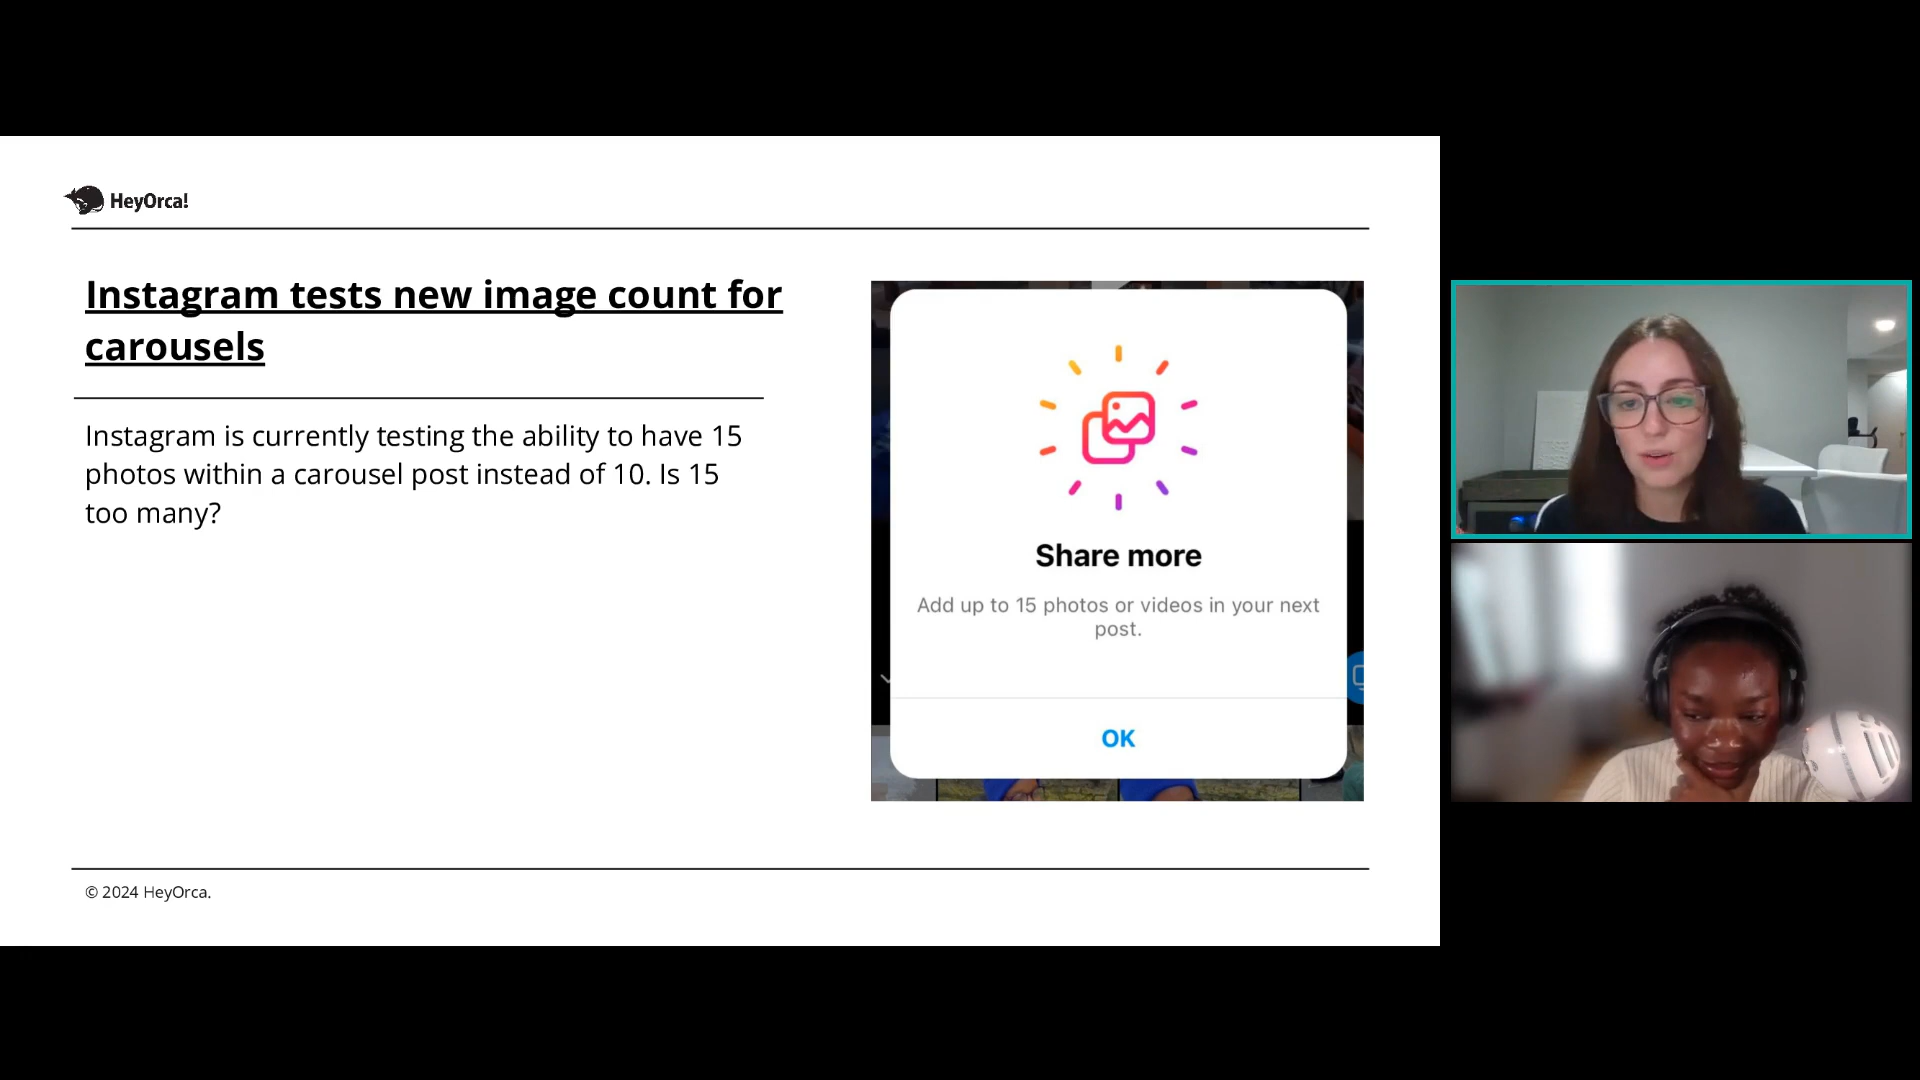 HeyOrca!
Instagram tests new image count for
carousels
Instagram is currently testing the ability to have 15
photos within a carousel post instead of 10. Is 15
too many?
Share more
Add up to 15 photos or videos in your next
post.
OK
© 2024 HeyOrca.